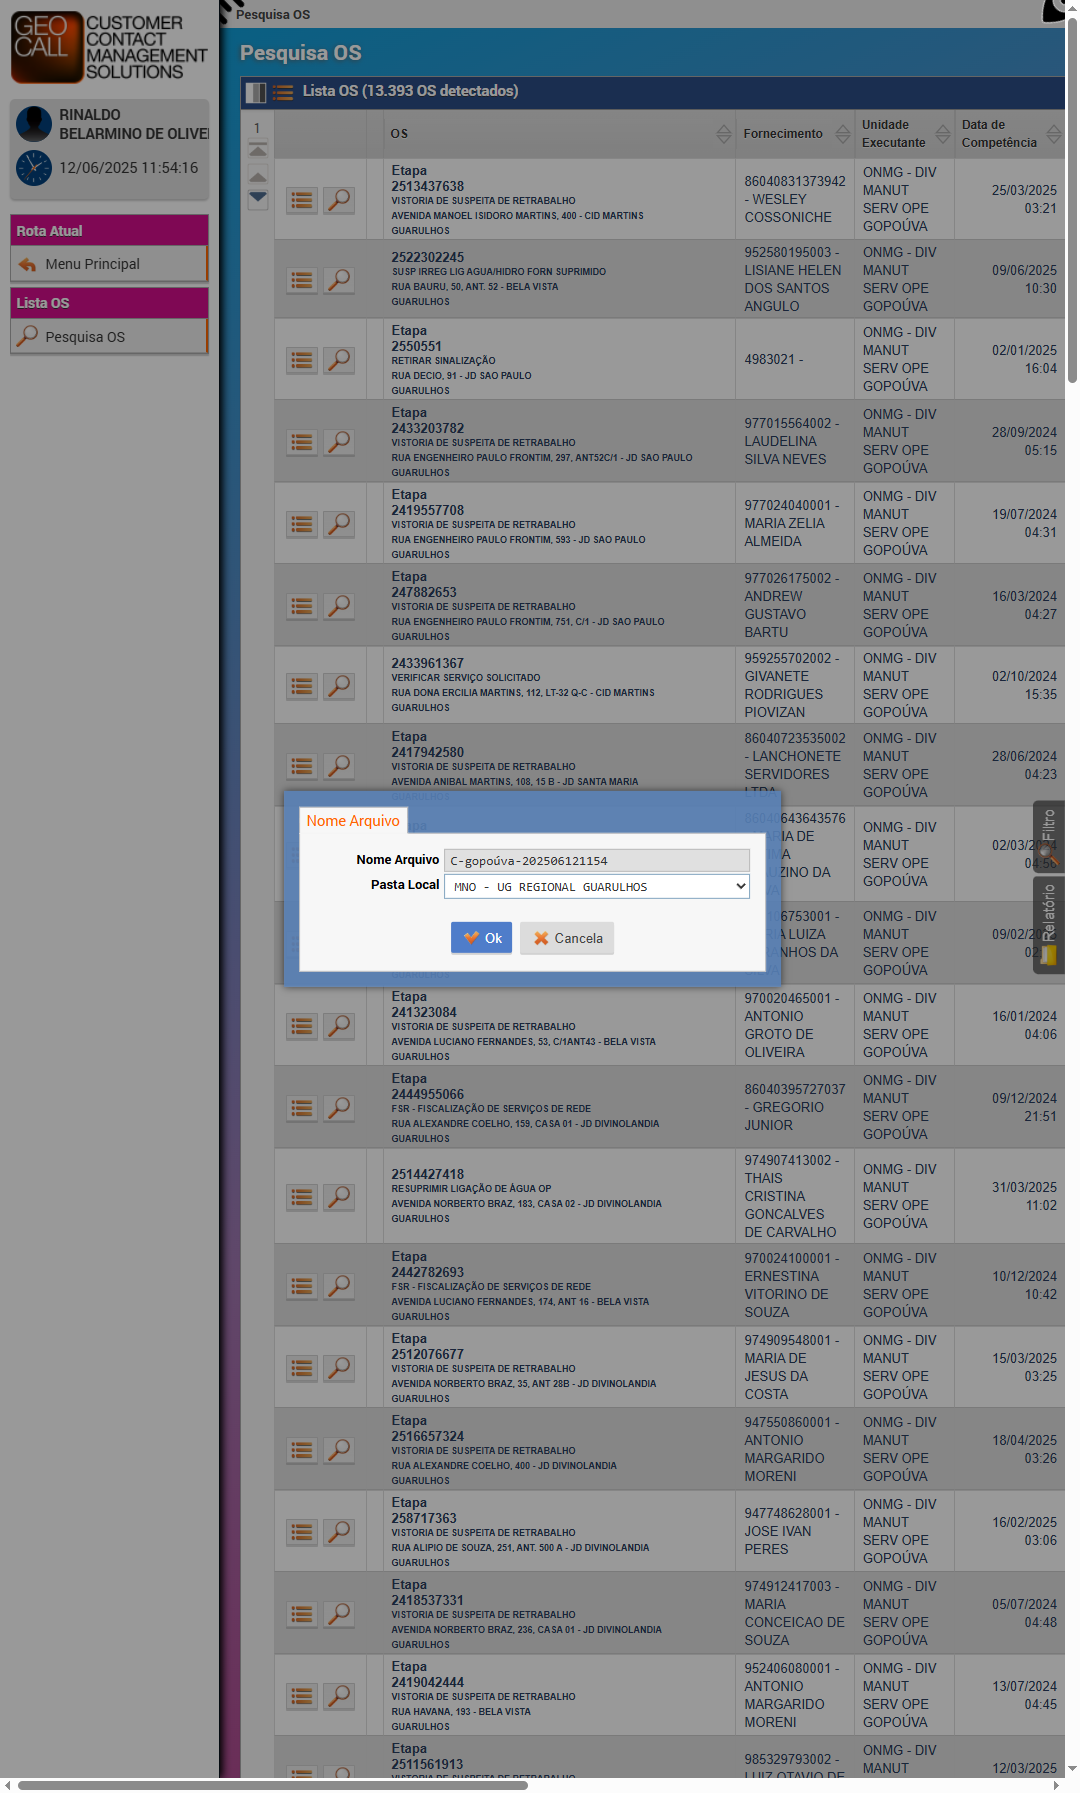 GEO
CALL
CUSTOMER
CONTACT
MANAGEMENT
SOLUTIONS
RINALDO
BELARMINO DE OLIVEI
12/06/2025 11:54:16
Rota Atual
Menu Principal
Lista OS
Pesquisa OS
Pesquisa OS
Pesquisa OS
Lista OS (13.393 OS detectados)
1
OS
Fornecimento
Unidade
Executante
Data de
Competência
Etapa
2513437638
VISTORIA DE SUSPEITA DE RETRABALHO
AVENIDA MANOEL ISIDORO MARTINS, 400 - CID MARTINS
GUARULHOS
86040831373942
- WESLEY
COSSONICHE
ONMG - DIV
MANUT
SERV OPE
GOPOÚVA
25/03/2025
03:21
2522302245
SUSP IRREG LIG AGUA/HIDRO FORN SUPRIMIDO
RUA BAURU, 50, ANT. 52 - BELA VISTA
GUARULHOS
952580195003 -
LISIANE HELEN
DOS SANTOS
ANGULO
ONMG - DIV
MANUT
SERV OPE
GOPOÚVA
09/06/2025
10:30
Etapa
2550551
RETIRAR SINALIZAÇÃO
RUA DECIO, 91 - JD SAO PAULO
GUARULHOS
4983021 -
ONMG - DIV
MANUT
SERV OPE
GOPOÚVA
02/01/2025
16:04
Etapa
2433203782
VISTORIA DE SUSPEITA DE RETRABALHO
RUA ENGENHEIRO PAULO FRONTIM, 297, ANT52C/1 - JD SAO PAULO
GUARULHOS
977015564002 -
LAUDELINA
SILVA NEVES
ONMG - DIV
MANUT
SERV OPE
GOPOÚVA
28/09/2024
05:15
Etapa
2419557708
VISTORIA DE SUSPEITA DE RETRABALHO
RUA ENGENHEIRO PAULO FRONTIM, 593 - JD SAO PAULO
GUARULHOS
977024040001 -
MARIA ZELIA
ALMEIDA
ONMG - DIV
MANUT
SERV OPE
GOPOÚVA
19/07/2024
04:31
Etapa
247882653
VISTORIA DE SUSPEITA DE RETRABALHO
RUA ENGENHEIRO PAULO FRONTIM, 751, C/1 - JD SAO PAULO
GUARULHOS
977026175002 -
ANDREW
GUSTAVO
BARTU
ONMG - DIV
MANUT
SERV OPE
GOPOÚVA
16/03/2024
04:27
2433961367
VERIFICAR SERVIÇO SOLICITADO
RUA DONA ERCILIA MARTINS, 112, LT-32 Q-C - CID MARTINS
GUARULHOS
959255702002 -
GIVANETE
RODRIGUES
PIOVIZAN
ONMG - DIV
MANUT
SERV OPE
GOPOÚVA
02/10/2024
15:35
Etapa
2417942580
VISTORIA DE SUSPEITA DE RETRABALHO
AVENIDA ANIBAL MARTINS, 108, 15 B - JD SANTA MARIA
GUARULHOS
86040723535002
- LANCHONETE
SERVIDORES
LTDA
ONMG - DIV
MANUT
SERV OPE
GOPOÚVA
28/06/2024
04:23
Nome Arquivo
Nome Arquivo
C-gopoúva-202506121154
Pasta Local
MNO - UG REGIONAL GUARULHOS
Ok
Cancela
86040643643576
DE
DA
ONMG - DIV
MANUT
SERV OPE
GOPOÚVA
02/03/2024
04:56
LUIZA
DA
ONMG - DIV
MANUT
SERV OPE
GOPOÚVA
Filtro
Relatório
Etapa
241323084
VISTORIA DE SUSPEITA DE RETRABALHO
AVENIDA LUCIANO FERNANDES, 53, C/1ANT43 - BELA VISTA
GUARULHOS
970020465001 -
ANTONIO
GROTO DE
OLIVEIRA
ONMG - DIV
MANUT
SERV OPE
GOPOÚVA
16/01/2024
04:06
Etapa
2444955066
FSR - FISCALIZAÇÃO DE SERVIÇOS DE REDE
RUA ALEXANDRE COELHO, 159, CASA 01 - JD DIVINOLANDIA
GUARULHOS
86040395727037
- GREGORIO
JUNIOR
ONMG - DIV
MANUT
SERV OPE
GOPOÚVA
09/12/2024
21:51
2514427418
RESUPRIMIR LIGAÇÃO DE ÁGUA OP
AVENIDA NORBERTO BRAZ, 183, CASA 02 - JD DIVINOLANDIA
GUARULHOS
974907413002 -
THAIS
CRISTINA
GONCALVES
DE CARVALHO
ONMG - DIV
MANUT
SERV OPE
GOPOÚVA
31/03/2025
11:02
Etapa
2442782693
FSR - FISCALIZAÇÃO DE SERVIÇOS DE REDE
AVENIDA LUCIANO FERNANDES, 174, ANT 16 - BELA VISTA
GUARULHOS
970024100001 -
ERNESTINA
VITORINO DE
SOUZA
ONMG - DIV
MANUT
SERV OPE
GOPOÚVA
10/12/2024
10:42
Etapa
2512076677
VISTORIA DE SUSPEITA DE RETRABALHO
AVENIDA NORBERTO BRAZ, 35, ANT 28B - JD DIVINOLANDIA
GUARULHOS
974909548001 -
MARIA DE
JESUS DA
COSTA
ONMG - DIV
MANUT
SERV OPE
GOPOÚVA
15/03/2025
03:25
Etapa
2516657324
VISTORIA DE SUSPEITA DE RETRABALHO
RUA ALEXANDRE COELHO, 400 - JD DIVINOLANDIA
GUARULHOS
947550860001 -
ANTONIO
MARGARIDO
MORENI
ONMG - DIV
MANUT
SERV OPE
GOPOÚVA
18/04/2025
03:26
Etapa
258717363
VISTORIA DE SUSPEITA DE RETRABALHO
RUA ALIPIO DE SOUZA, 251, ANT. 500 A - JD DIVINOLANDIA
GUARULHOS
947748628001 -
JOSE IVAN
PERES
ONMG - DIV
MANUT
SERV OPE
GOPOÚVA
16/02/2025
03:06
Etapa
2418537331
VISTORIA DE SUSPEITA DE RETRABALHO
AVENIDA NORBERTO BRAZ, 236, CASA 01 - JD DIVINOLANDIA
GUARULHOS
974912417003 -
MARIA
CONCEICAO DE
SOUZA
ONMG - DIV
MANUT
SERV OPE
GOPOÚVA
05/07/2024
04:48
Etapa
2419042444
VISTORIA DE SUSPEITA DE RETRABALHO
RUA HAVANA, 193 - BELA VISTA
GUARULHOS
952406080001 -
ANTONIO
MARGARIDO
MORENI
ONMG - DIV
MANUT
SERV OPE
GOPOÚVA
13/07/2024
04:45
Etapa
2511561913
VISTORIA DE SUSPEITA DE RETRABALHO
985329793002 -
LUIZ OTAVIO DE
ONMG - DIV
MANUT
12/03/2025